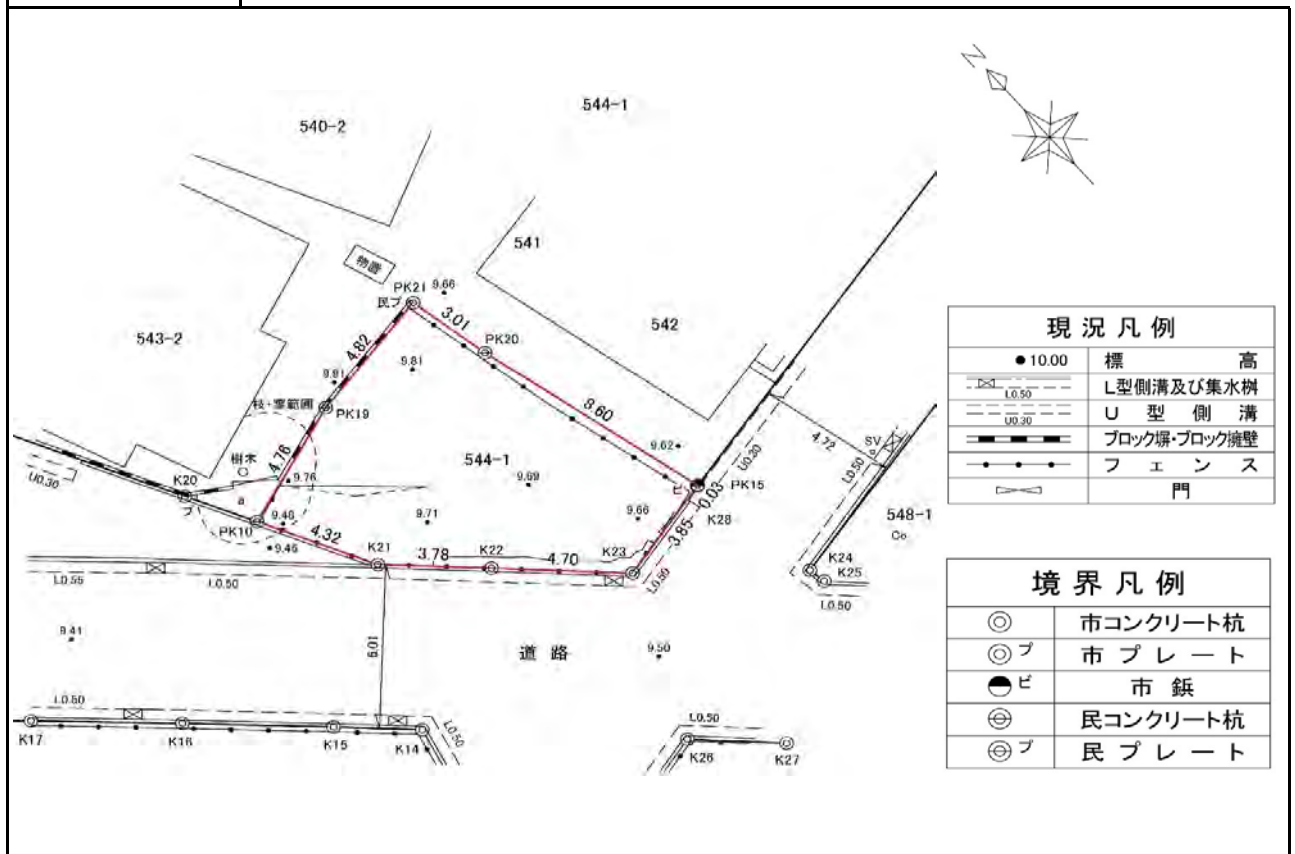 544-1
540-2
N
541
物置
PK21
9.66
民プ
3.01
542
PK20
543-2
4.82
9.81
9.81
枝・葉範囲
PK19
8.60
樹木
4.76
9.62
SV
4.72
544-1
U0.30
L0.50
K20
プ
a
9.76
9.69
ビ
PK15
0.03
K28
U0.30
PK10
9.46
9.71
9.66
3.85
548-1
Co
4.32
9.46
K21
3.78
K22
4.70
K23
L0.50
K24
L
K25
L0.50
L0.55
L0.50
9.41
6.01
道路
9.50
L0.50
K17
K16
K15
K14
L0.50
L0.50
K26
K27
現況凡例
10.00 標高
L0.50 L型側溝及び集水桝
U0.30 U型側溝
ブロック塀・ブロック擁壁
フェンス
門
境界凡例
市コンクリート杭
プ 市プレート
ビ 市鋲
民コンクリート杭
プ 民プレート